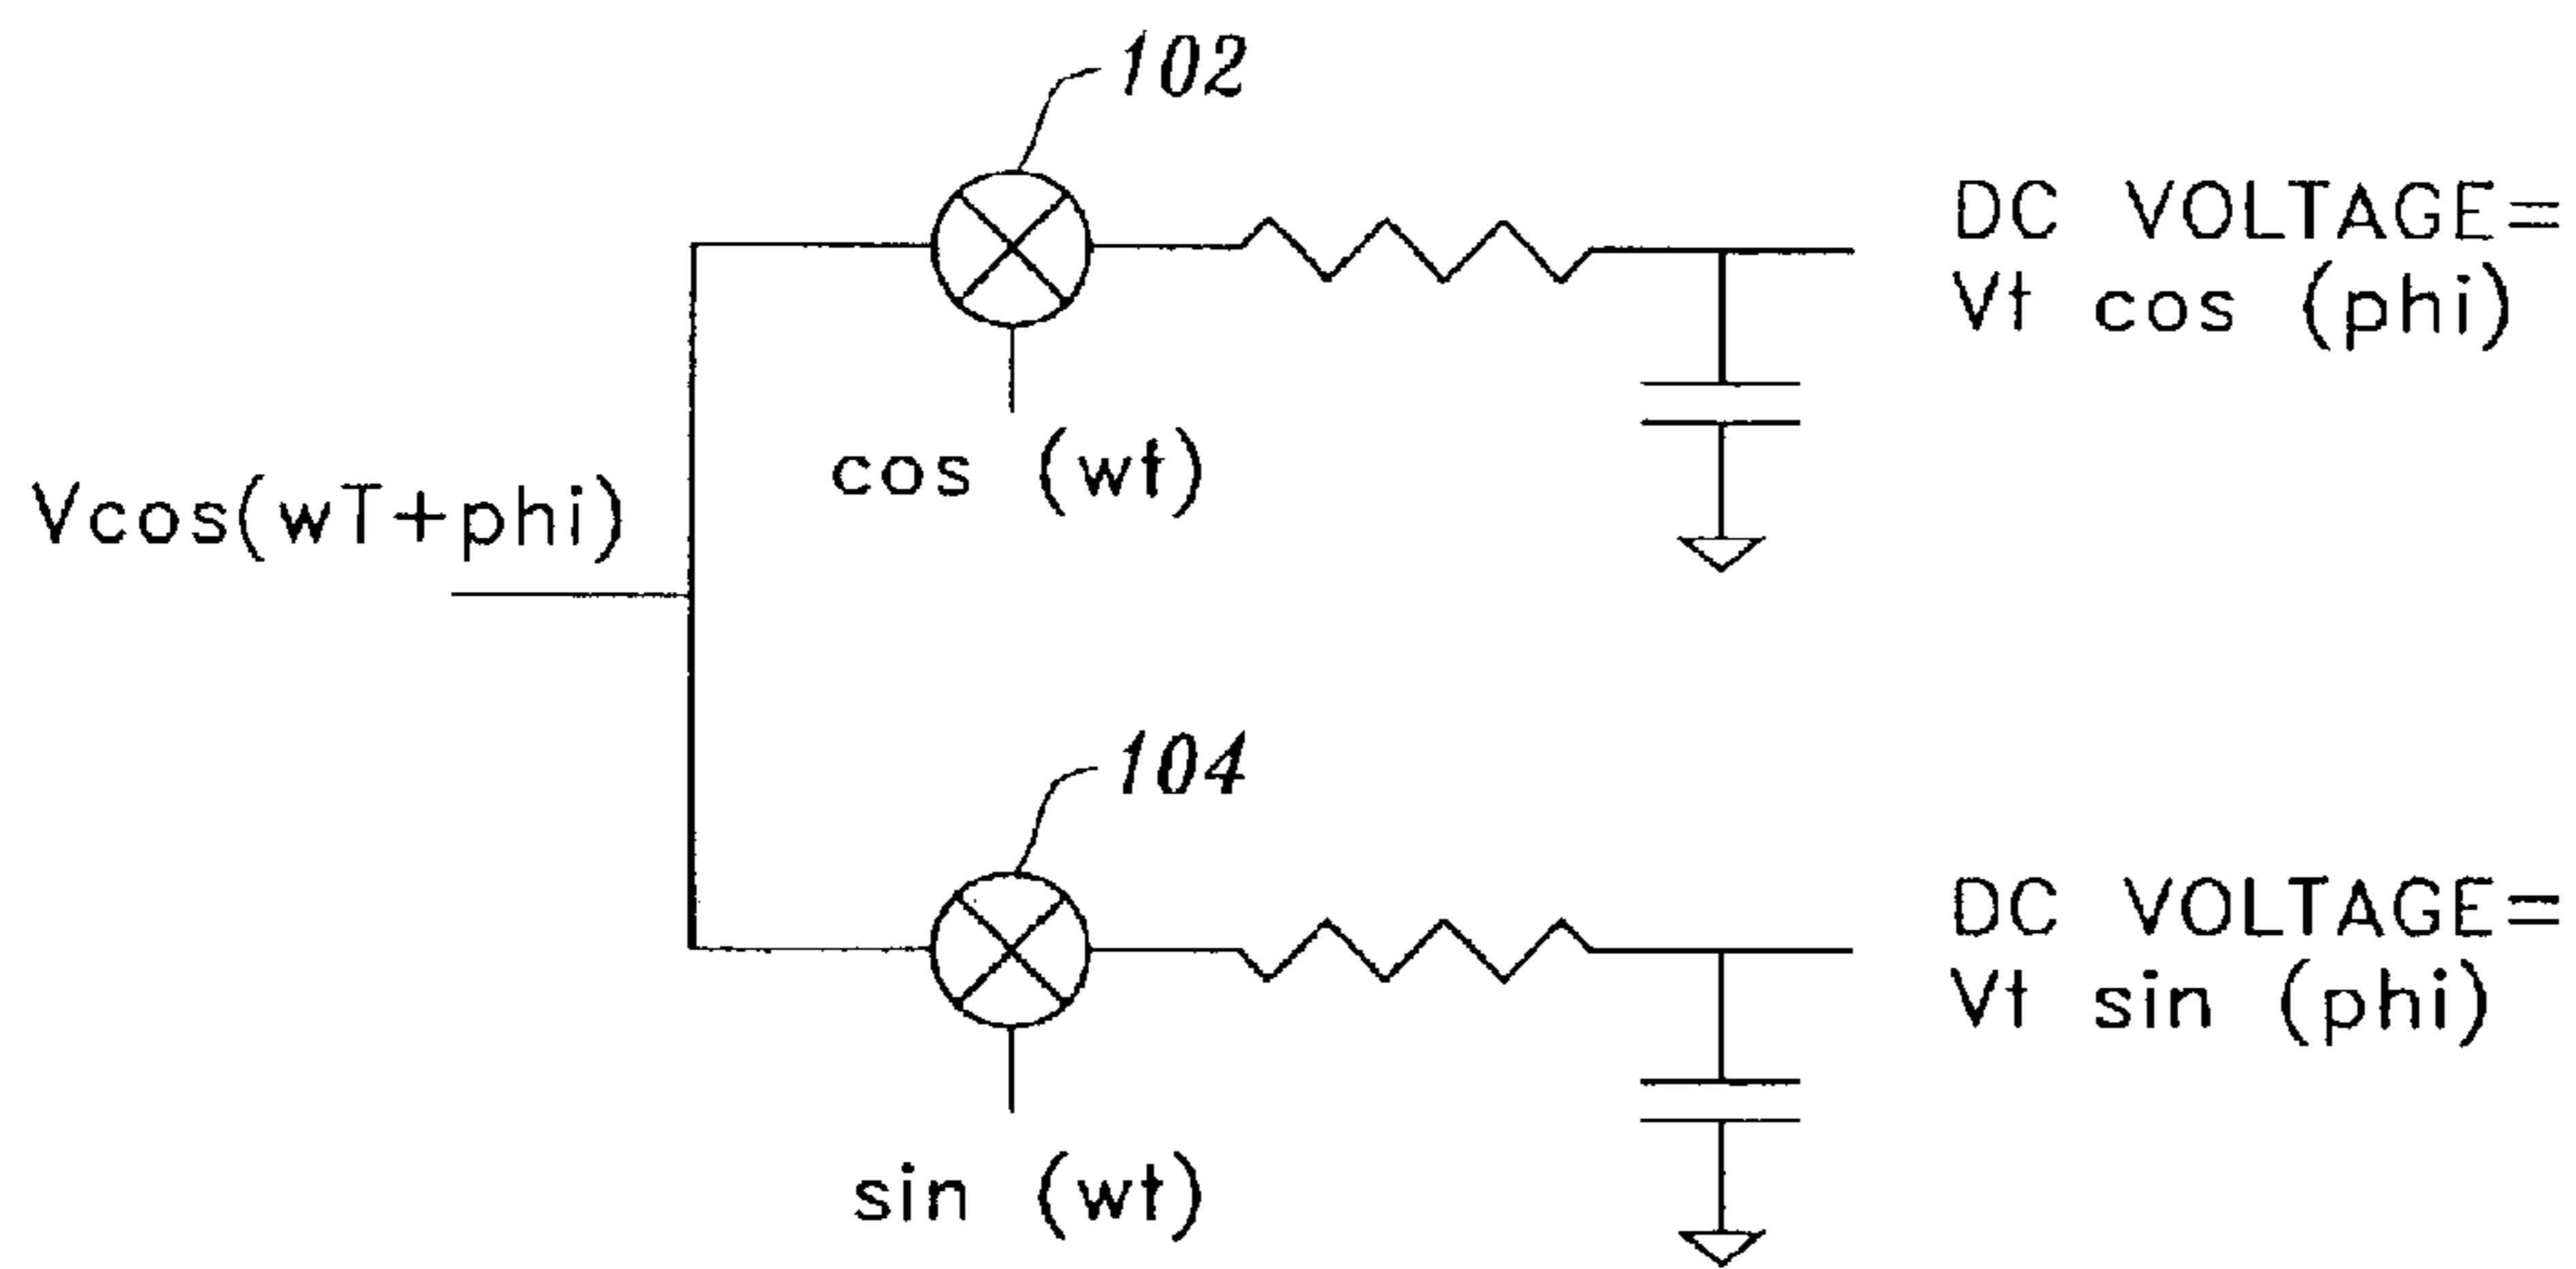 102
DC VOLTAGE=
Vt cos (phi)
cos (wt)
Vcos(wT+phi)
104
DC VOLTAGE=
Vt sin (phi)
sin (wt)